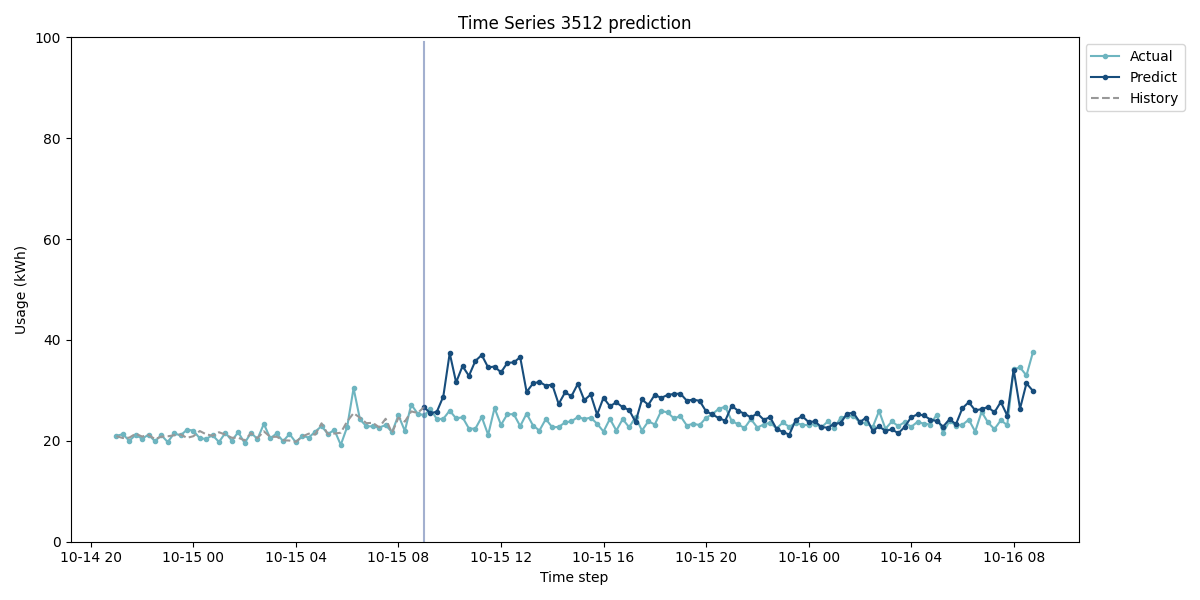 Time Series 3512 prediction
100
80
60
40
20
0
Usage (kWh)
10-14 20
10-15 00
10-15 04
10-15 08
10-15 12
10-15 16
10-15 20
10-16 00
10-16 04
10-16 08
Time step
Actual
Predict
History